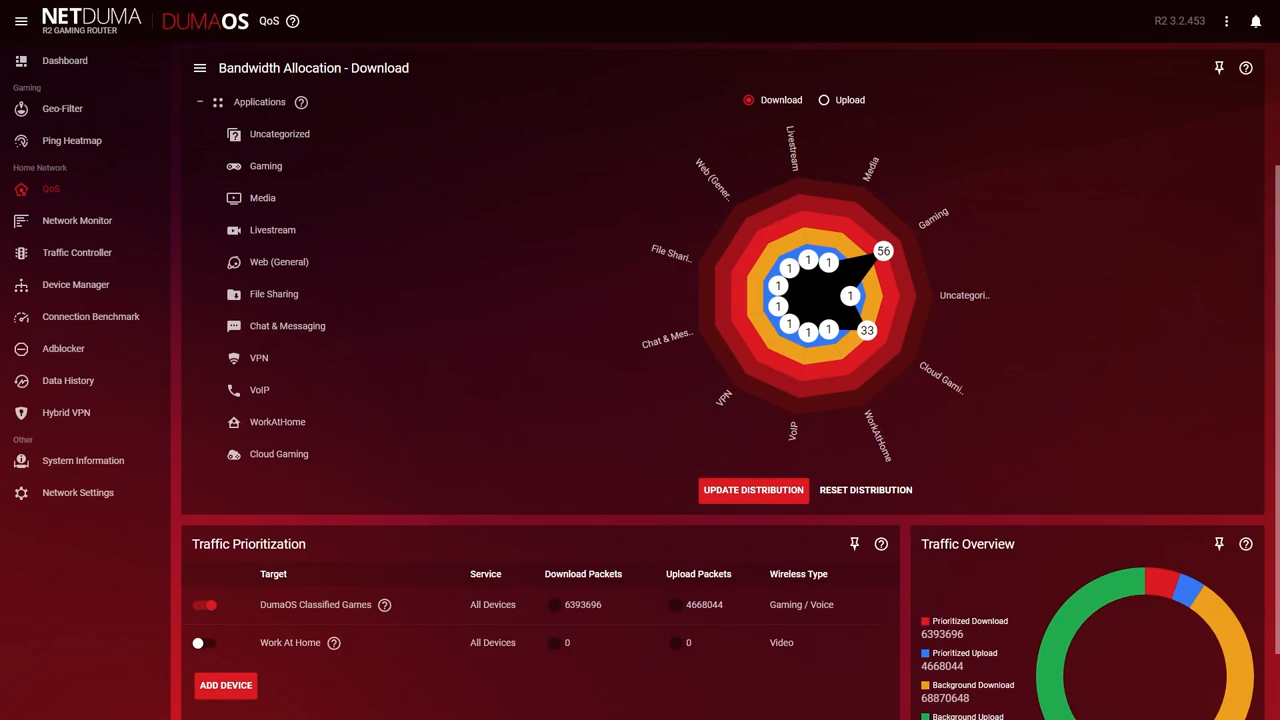 NETDUMA
R2 GAMING ROUTER
DUMAOS
QoS
R2 3.2.453
Dashboard
Gaming
Geo-Filter
Ping Heatmap
Home Network
QoS
Network Monitor
Traffic Controller
Device Manager
Connection Benchmark
Adblocker
Data History
Hybrid VPN
Other
System Information
Network Settings
Bandwidth Allocation - Download
Applications
Uncategorized
Gaming
Media
Livestream
Web (General)
File Sharing
Chat & Messaging
VPN
VoIP
WorkAtHome
Cloud Gaming
Download
Upload
Livestream
Media
Web (Gener..
Gaming
File Shari..
Uncategori..
Chat & Mes..
Cloud Gami..
VPN
VoIP
WorkAtHome
56
1
1
1
1
1
1
1
1
1
1
33
UPDATE DISTRIBUTION
RESET DISTRIBUTION
Traffic Prioritization
Target Service Download Packets Upload Packets Wireless Type
DumaOS Classified Games All Devices 6393696 4668044 Gaming / Voice
Work At Home All Devices 0 0 Video
ADD DEVICE
Traffic Overview
Prioritized Download
6393696
Prioritized Upload
4668044
Background Download
68870648
Background Upload